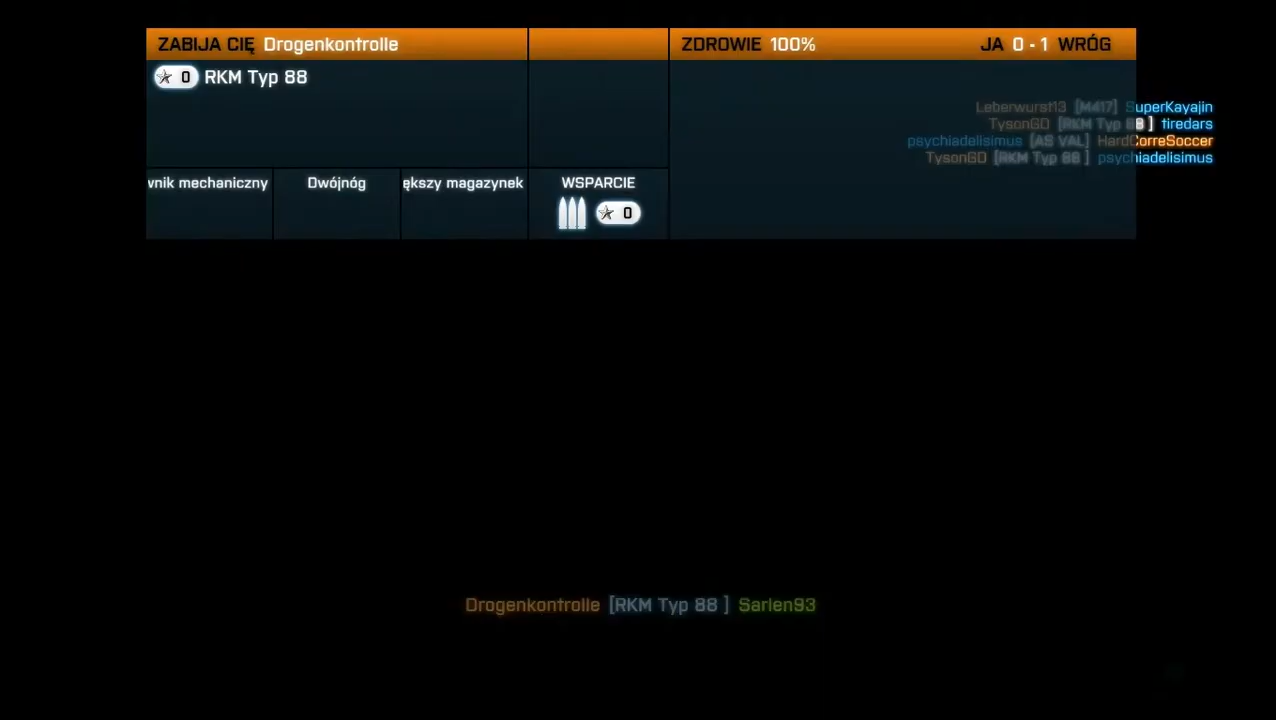 ZABIJA CIĘ Drogenkontrolle
ZDROWIE 100%
JA 0 - 1 WRÓG
0 RKM Typ 88
Leberwurst13 [M417] SuperKayajin
TysonGD [RKM Typ 88 ] tiredars
psychiadelisimus [AS VAL] HardCorreSoccer
TysonGD [RKM Typ 88 ] psychiadelisimus
wnik mechaniczny
Dwójnóg
ększy magazynek
WSPARCIE
0
Drogenkontrolle [RKM Typ 88 ] Sarlen93